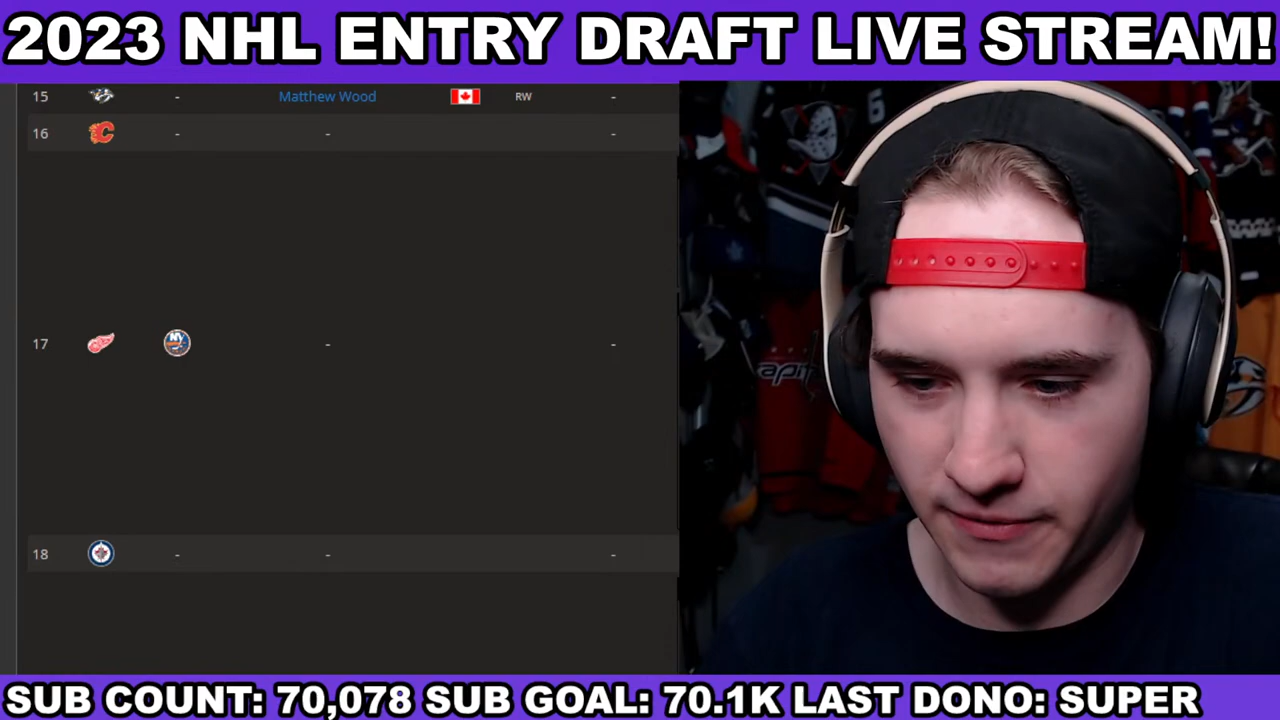 2023 NHL ENTRY DRAFT LIVE STREAM!
15 - Matthew Wood RW -
16 - - -
17 NY - -
18 - - -
SUB COUNT: 70,078 SUB GOAL: 70.1K LAST DONO: SUPER